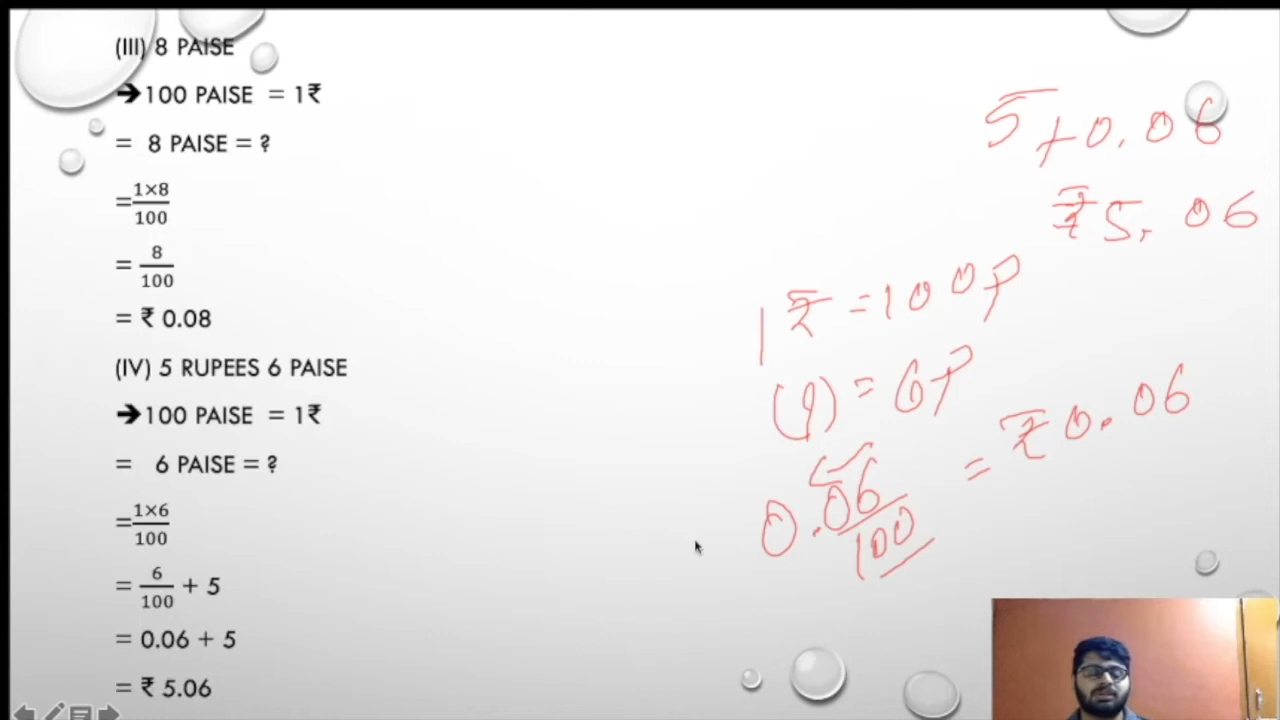 (III) 8 PAISE
➔100 PAISE = 1₹
= 8 PAISE = ?
=1×8/100
= 8/100
= ₹ 0.08
(IV) 5 RUPEES 6 PAISE
➔100 PAISE = 1₹
= 6 PAISE = ?
=1×6/100
= 6/100 + 5
= 0.06 + 5
= ₹ 5.06
5+0.06
₹5.06
1₹ = 100P
(?) = 6P
0.06/100 = ₹0.06